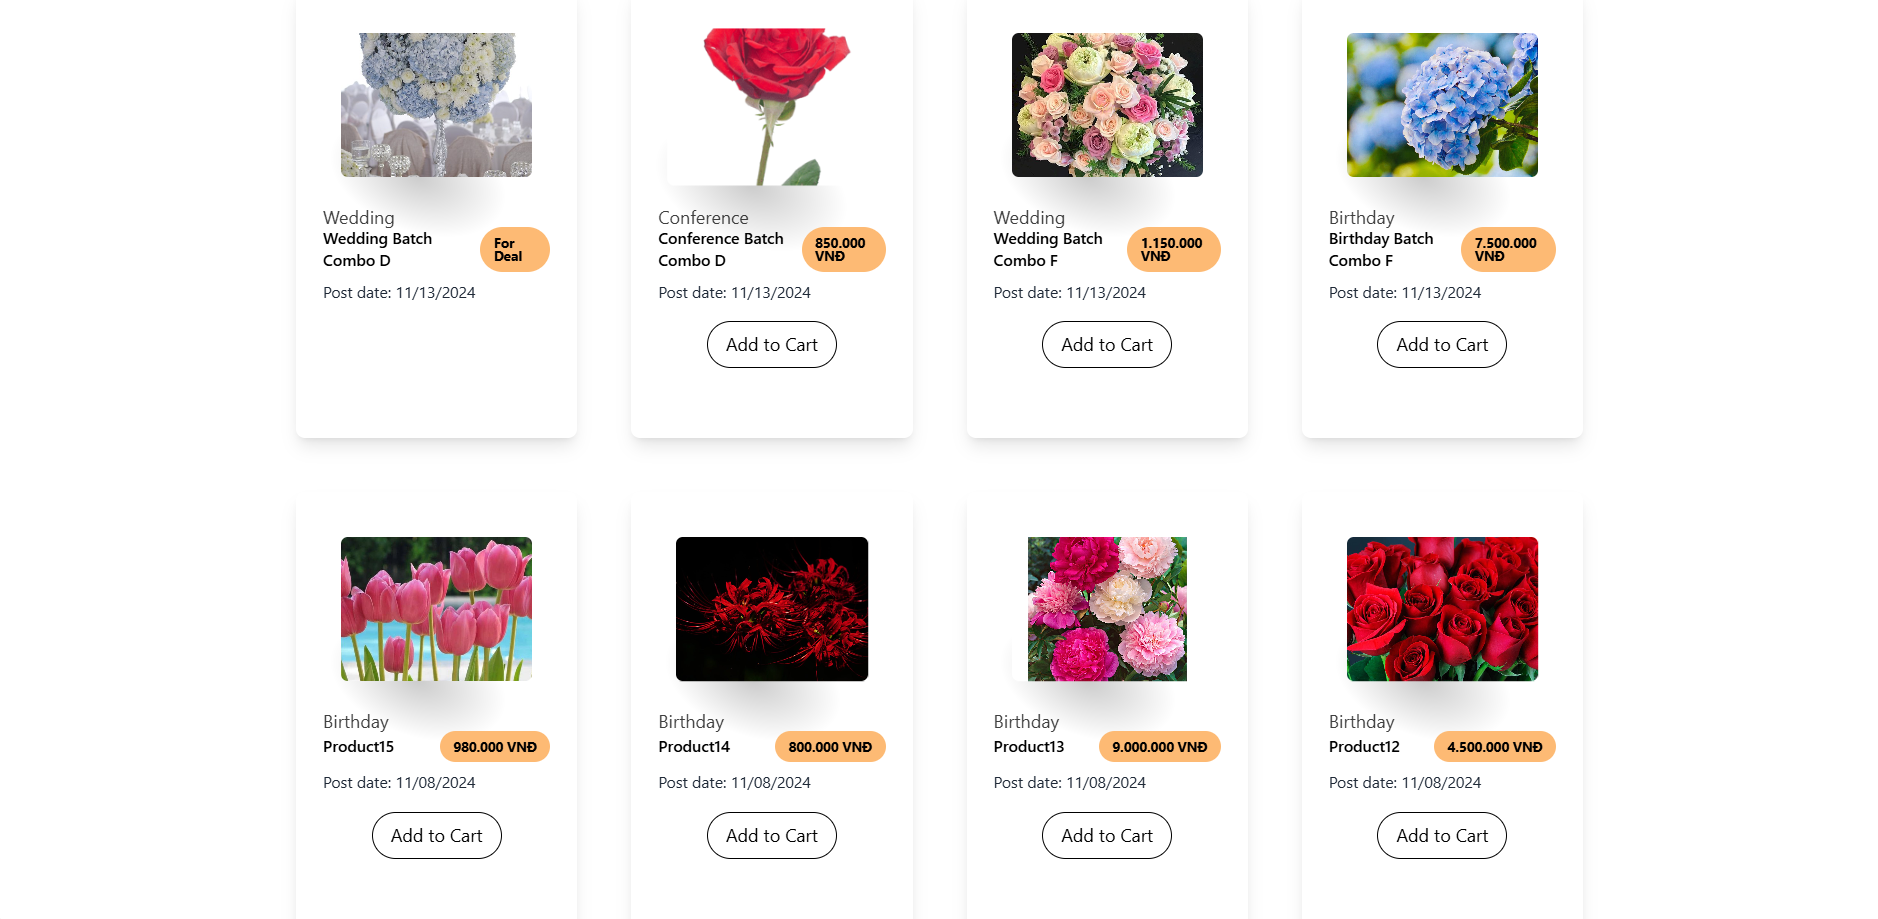 Wedding
Wedding Batch
Combo D
For
Deal
Post date: 11/13/2024
Conference
Conference Batch
Combo D
850.000
VNĐ
Post date: 11/13/2024
Add to Cart
Wedding
Wedding Batch
Combo F
1.150.000
VNĐ
Post date: 11/13/2024
Add to Cart
Birthday
Birthday Batch
Combo F
7.500.000
VNĐ
Post date: 11/13/2024
Add to Cart
Birthday
Product15
980.000 VNĐ
Post date: 11/08/2024
Add to Cart
Birthday
Product14
800.000 VNĐ
Post date: 11/08/2024
Add to Cart
Birthday
Product13
9.000.000 VNĐ
Post date: 11/08/2024
Add to Cart
Birthday
Product12
4.500.000 VNĐ
Post date: 11/08/2024
Add to Cart